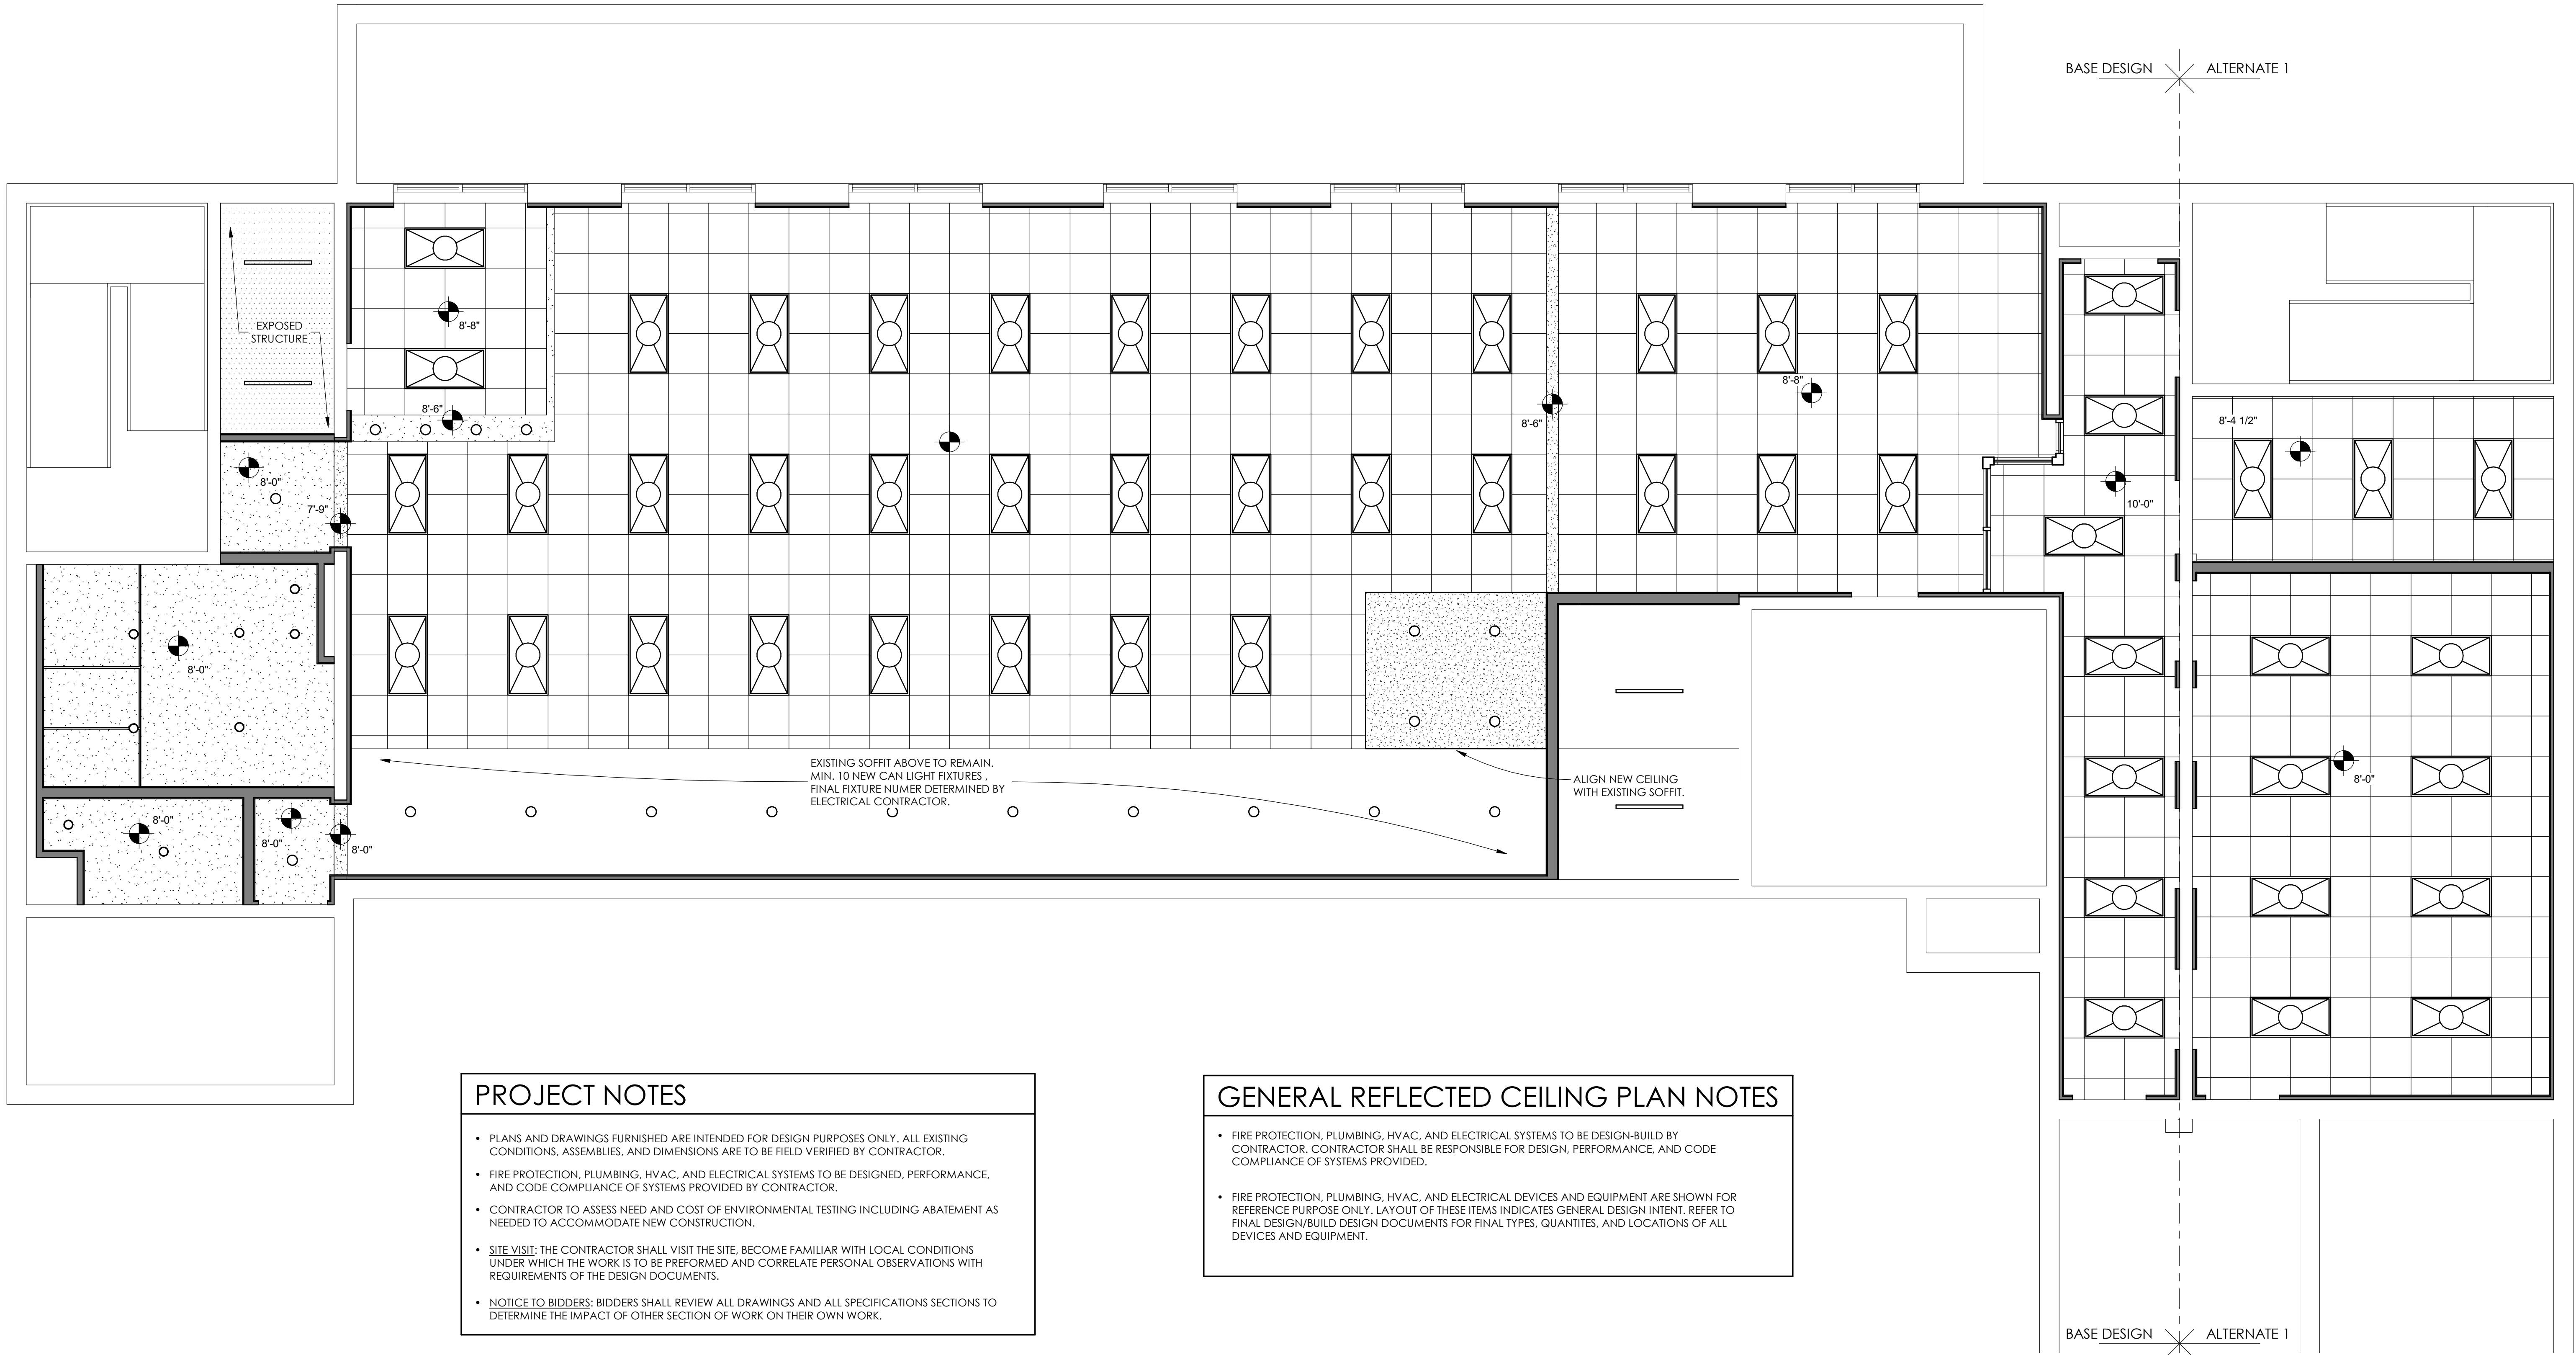 BASE DESIGN
ALTERNATE 1
EXPOSED
STRUCTURE
8'-8"
8'-6"
8'-0"
7'-9"
8'-6"
8'-8"
10'-0"
8'-4 1/2"
8'-0"
8'-0"
8'-0"
8'-0"
8'-0"
EXISTING SOFFIT ABOVE TO REMAIN.
MIN. 10 NEW CAN LIGHT FIXTURES ,
FINAL FIXTURE NUMER DETERMINED BY
ELECTRICAL CONTRACTOR.
ALIGN NEW CEILING
WITH EXISTING SOFFIT.
PROJECT NOTES
• PLANS AND DRAWINGS FURNISHED ARE INTENDED FOR DESIGN PURPOSES ONLY. ALL EXISTING
CONDITIONS, ASSEMBLIES, AND DIMENSIONS ARE TO BE FIELD VERIFIED BY CONTRACTOR.
• FIRE PROTECTION, PLUMBING, HVAC, AND ELECTRICAL SYSTEMS TO BE DESIGNED, PERFORMANCE,
AND CODE COMPLIANCE OF SYSTEMS PROVIDED BY CONTRACTOR.
• CONTRACTOR TO ASSESS NEED AND COST OF ENVIRONMENTAL TESTING INCLUDING ABATEMENT AS
NEEDED TO ACCOMMODATE NEW CONSTRUCTION.
• SITE VISIT: THE CONTRACTOR SHALL VISIT THE SITE, BECOME FAMILIAR WITH LOCAL CONDITIONS
UNDER WHICH THE WORK IS TO BE PREFORMED AND CORRELATE PERSONAL OBSERVATIONS WITH
REQUIREMENTS OF THE DESIGN DOCUMENTS.
• NOTICE TO BIDDERS: BIDDERS SHALL REVIEW ALL DRAWINGS AND ALL SPECIFICATIONS SECTIONS TO
DETERMINE THE IMPACT OF OTHER SECTION OF WORK ON THEIR OWN WORK.
GENERAL REFLECTED CEILING PLAN NOTES
• FIRE PROTECTION, PLUMBING, HVAC, AND ELECTRICAL SYSTEMS TO BE DESIGN-BUILD BY
CONTRACTOR. CONTRACTOR SHALL BE RESPONSIBLE FOR DESIGN, PERFORMANCE, AND CODE
COMPLIANCE OF SYSTEMS PROVIDED.
• FIRE PROTECTION, PLUMBING, HVAC, AND ELECTRICAL DEVICES AND EQUIPMENT ARE SHOWN FOR
REFERENCE PURPOSE ONLY. LAYOUT OF THESE ITEMS INDICATES GENERAL DESIGN INTENT. REFER TO
FINAL DESIGN/BUILD DESIGN DOCUMENTS FOR FINAL TYPES, QUANTITES, AND LOCATIONS OF ALL
DEVICES AND EQUIPMENT.
BASE DESIGN
ALTERNATE 1